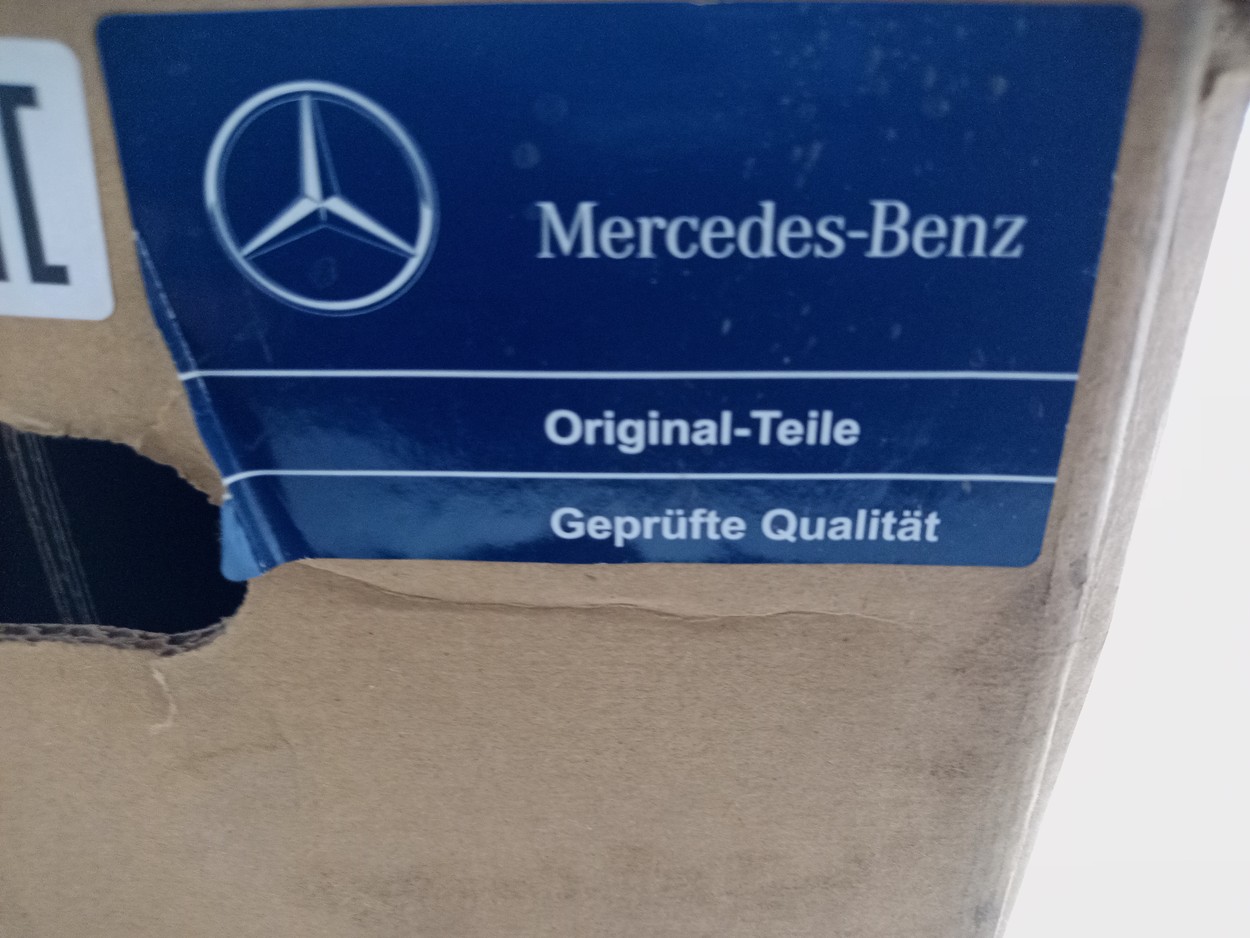 Mercedes-Benz
Original-Teile
Geprüfte Qualität